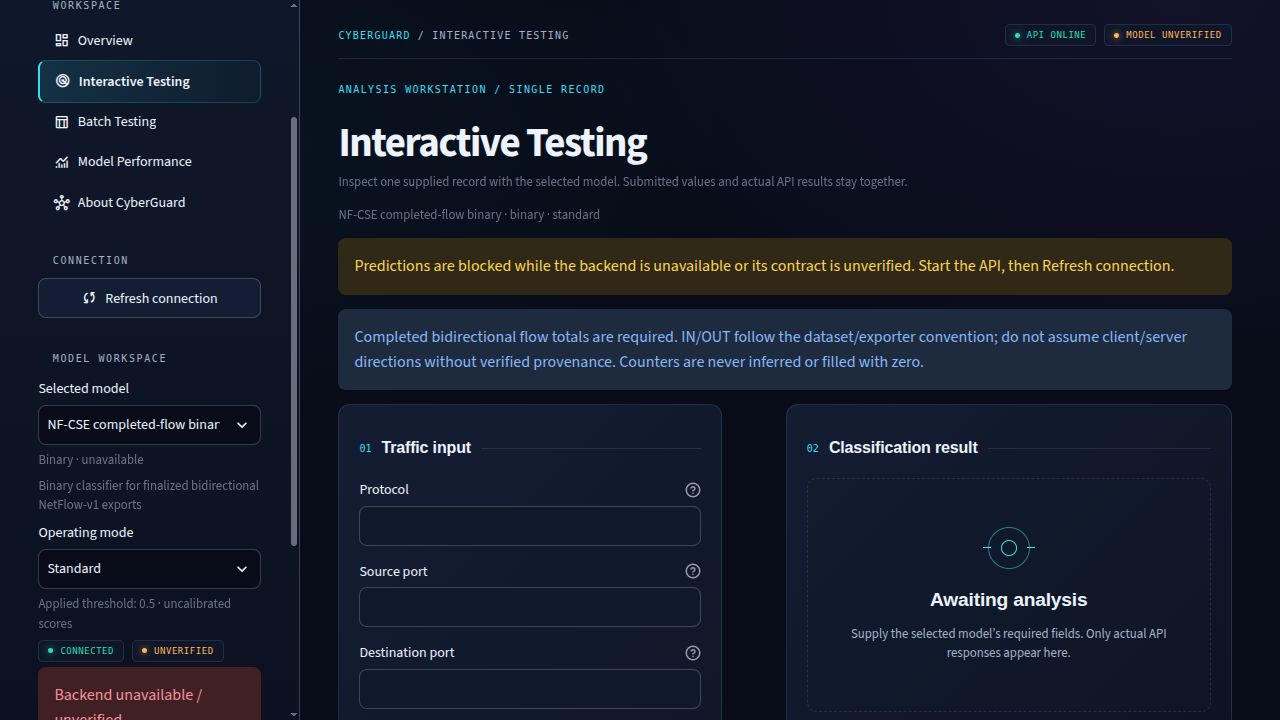 WORKSPACE
Overview
Interactive Testing
Batch Testing
Model Performance
About CyberGuard
CONNECTION
Refresh connection
MODEL WORKSPACE
Selected model
NF-CSE completed-flow binar
Binary · unavailable
Binary classifier for finalized bidirectional
NetFlow-v1 exports
Operating mode
Standard
Applied threshold: 0.5 · uncalibrated
scores
CONNECTED
UNVERIFIED
Backend unavailable /
unverified
CYBERGUARD / INTERACTIVE TESTING
API ONLINE
MODEL UNVERIFIED
ANALYSIS WORKSTATION / SINGLE RECORD
Interactive Testing
Inspect one supplied record with the selected model. Submitted values and actual API results stay together.
NF-CSE completed-flow binary · binary · standard
Predictions are blocked while the backend is unavailable or its contract is unverified. Start the API, then Refresh connection.
Completed bidirectional flow totals are required. IN/OUT follow the dataset/exporter convention; do not assume client/server
directions without verified provenance. Counters are never inferred or filled with zero.
01 Traffic input
Protocol
Source port
Destination port
02 Classification result
Awaiting analysis
Supply the selected model's required fields. Only actual API
responses appear here.